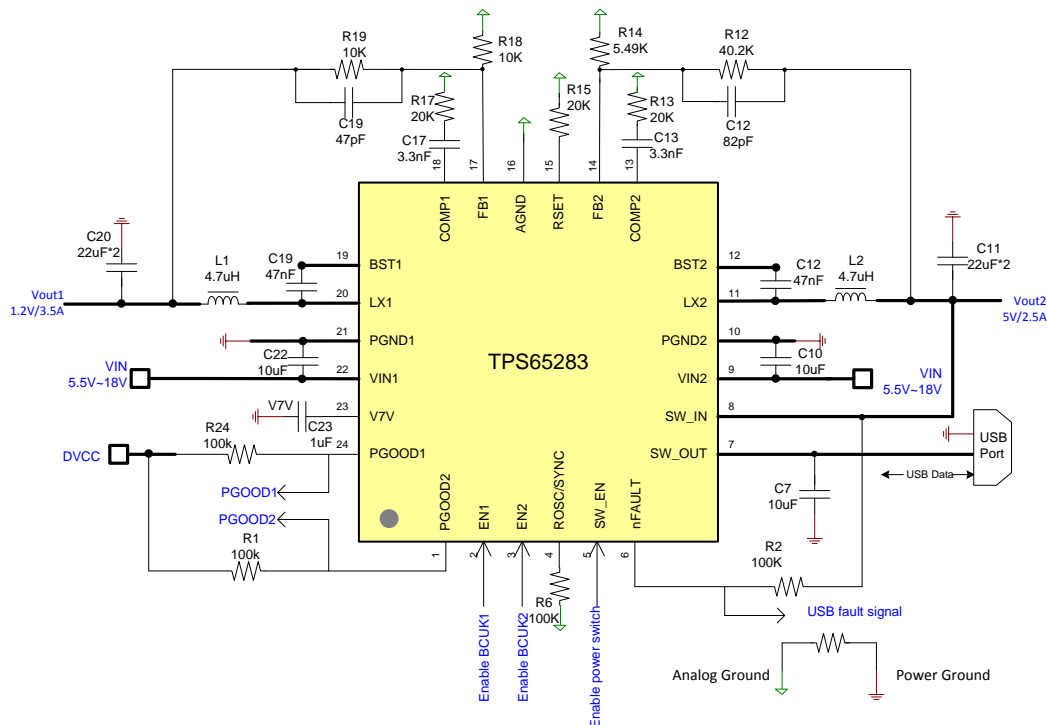 R19
10K
R18
10K
R14
5.49K
R12
40.2K
C19
47pF
R17
20K
R15
20K
R13
20K
C12
82pF
C17
3.3nF
C13
3.3nF
18
17
16
15
14
13
COMP1
FB1
AGND
RSET
FB2
COMP2
C20
22uF*2
L1
4.7uH
C19
47nF
19
BST1
BST2
12
C12
47nF
L2
4.7uH
C11
22uF*2
Vout1
1.2V/3.5A
20
LX1
LX2
11
Vout2
5V/2.5A
21
PGND1
PGND2
10
C22
10uF
TPS65283
C10
10uF
VIN
5.5V~18V
22
VIN1
VIN2
9
VIN
5.5V~18V
V7V
C23
1uF
23
V7V
SW_IN
8
DVCC
R24
100k
24
PGOOD1
SW_OUT
7
USB
Port
USB Data
PGOOD1
PGOOD2
R1
100k
PGOOD2
EN1
EN2
ROSC/SYNC
SW_EN
nFAULT
C7
10uF
1
2
3
4
5
6
R2
100K
R6
100K
Enable BCUK1
Enable BCUK2
Enable power switch
USB fault signal
Analog Ground
Power Ground